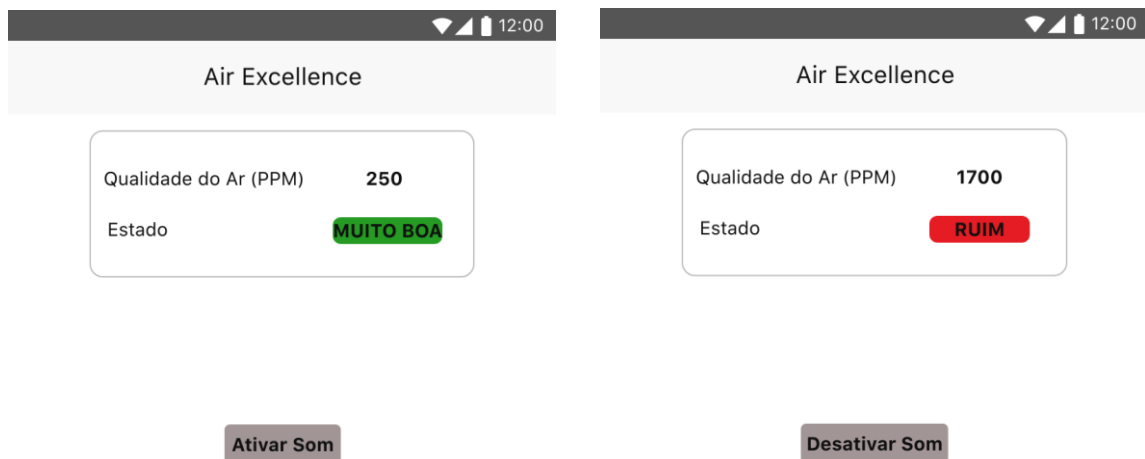 12:00
Air Excellence
Qualidade do Ar (PPM) 250
Estado MUITO BOA
Ativar Som
12:00
Air Excellence
Qualidade do Ar (PPM) 1700
Estado RUIM
Desativar Som